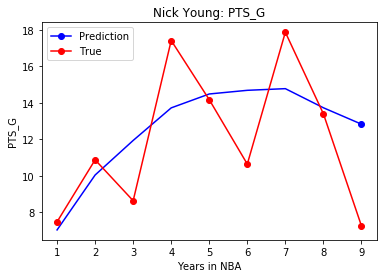 Nick Young: PTS_G
Prediction
True
18
16
14
12
10
8
PTS_G
1 2 3 4 5 6 7 8 9
Years in NBA